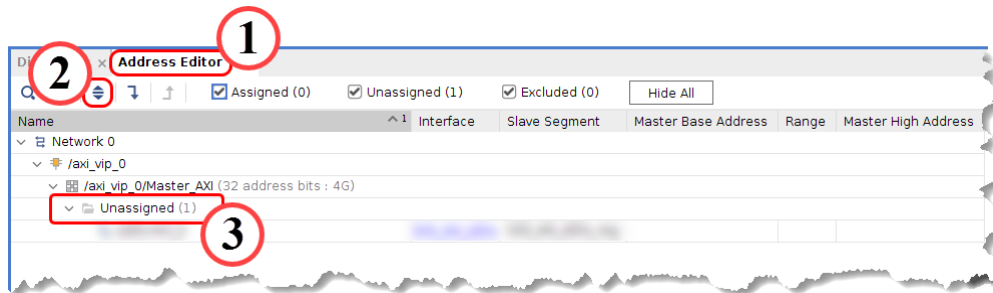 1
Di × Address Editor
2
Assigned (0) Unassigned (1) Excluded (0) Hide All
Name 1 Interface Slave Segment Master Base Address Range Master High Address
Network 0
/axi_vip_0
/axi_vip_0/Master_AXI (32 address bits : 4G)
Unassigned (1)
3